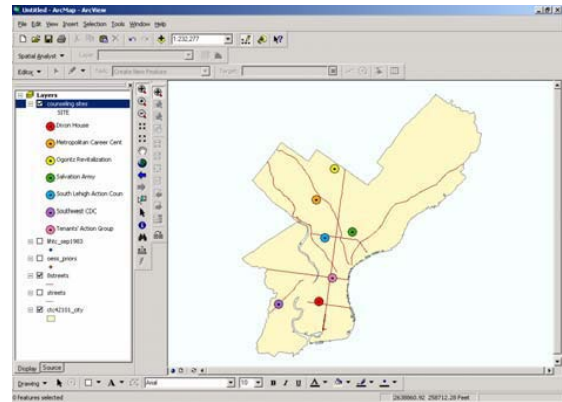 Untitled - ArcMap - ArcView
File Edit View Insert Selection Tools Window Help
1:232,277
Spatial Analyst Layer:
Editor Task: Create New Feature Target:
Layers
counseling sites
SITE
Dixon House
Metropolitan Career Cent
Ogontz Revitalization
Salvation Army
South Lehigh Action Coun
Southwest CDC
Tenants' Action Group
lihtc_sep1983
oess_priors
streets
ctc42101_city
Display Source
Drawing A Arial 10 B I U A
0 features selected
2638860.92 258712.28 Feet